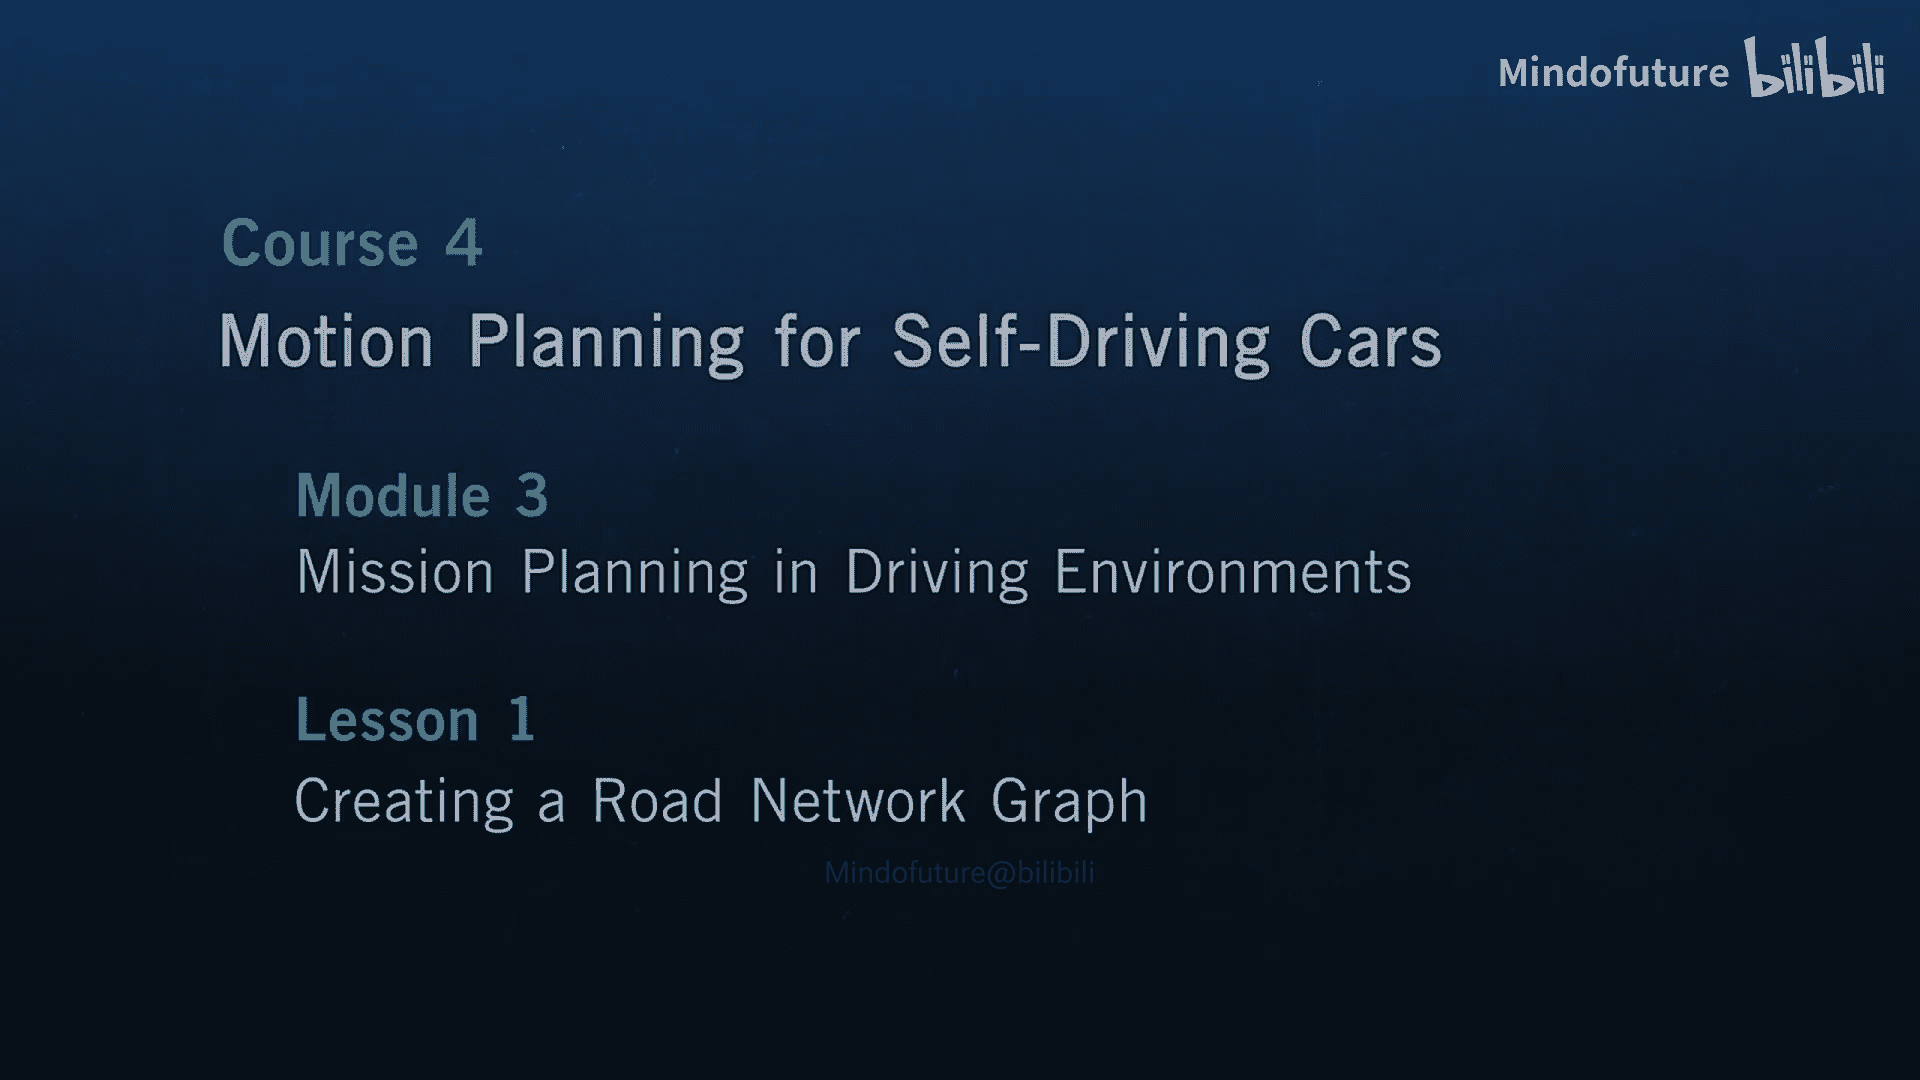 Mindofuture bilibili
Course 4
Motion Planning for Self-Driving Cars
Module 3
Mission Planning in Driving Environments
Lesson 1
Creating a Road Network Graph
Mindofuture@bilibili